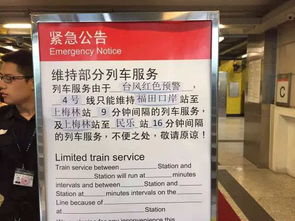 紧急公告
Emergency Notice
维持部分列车服务
列车服务由于 台风红色预警，
4号 线只能维持 福田口岸 站至
上梅林站 9 分钟间隔的列车服务，
及上梅林站至 民乐 站 16 分钟间隔
的列车服务，不便之处，敬请原谅！
Limited train service
Train service between Station and
Station will run at minutes
intervals and between Station and
Station at minutes intervals on the
Line because of
at Station
C